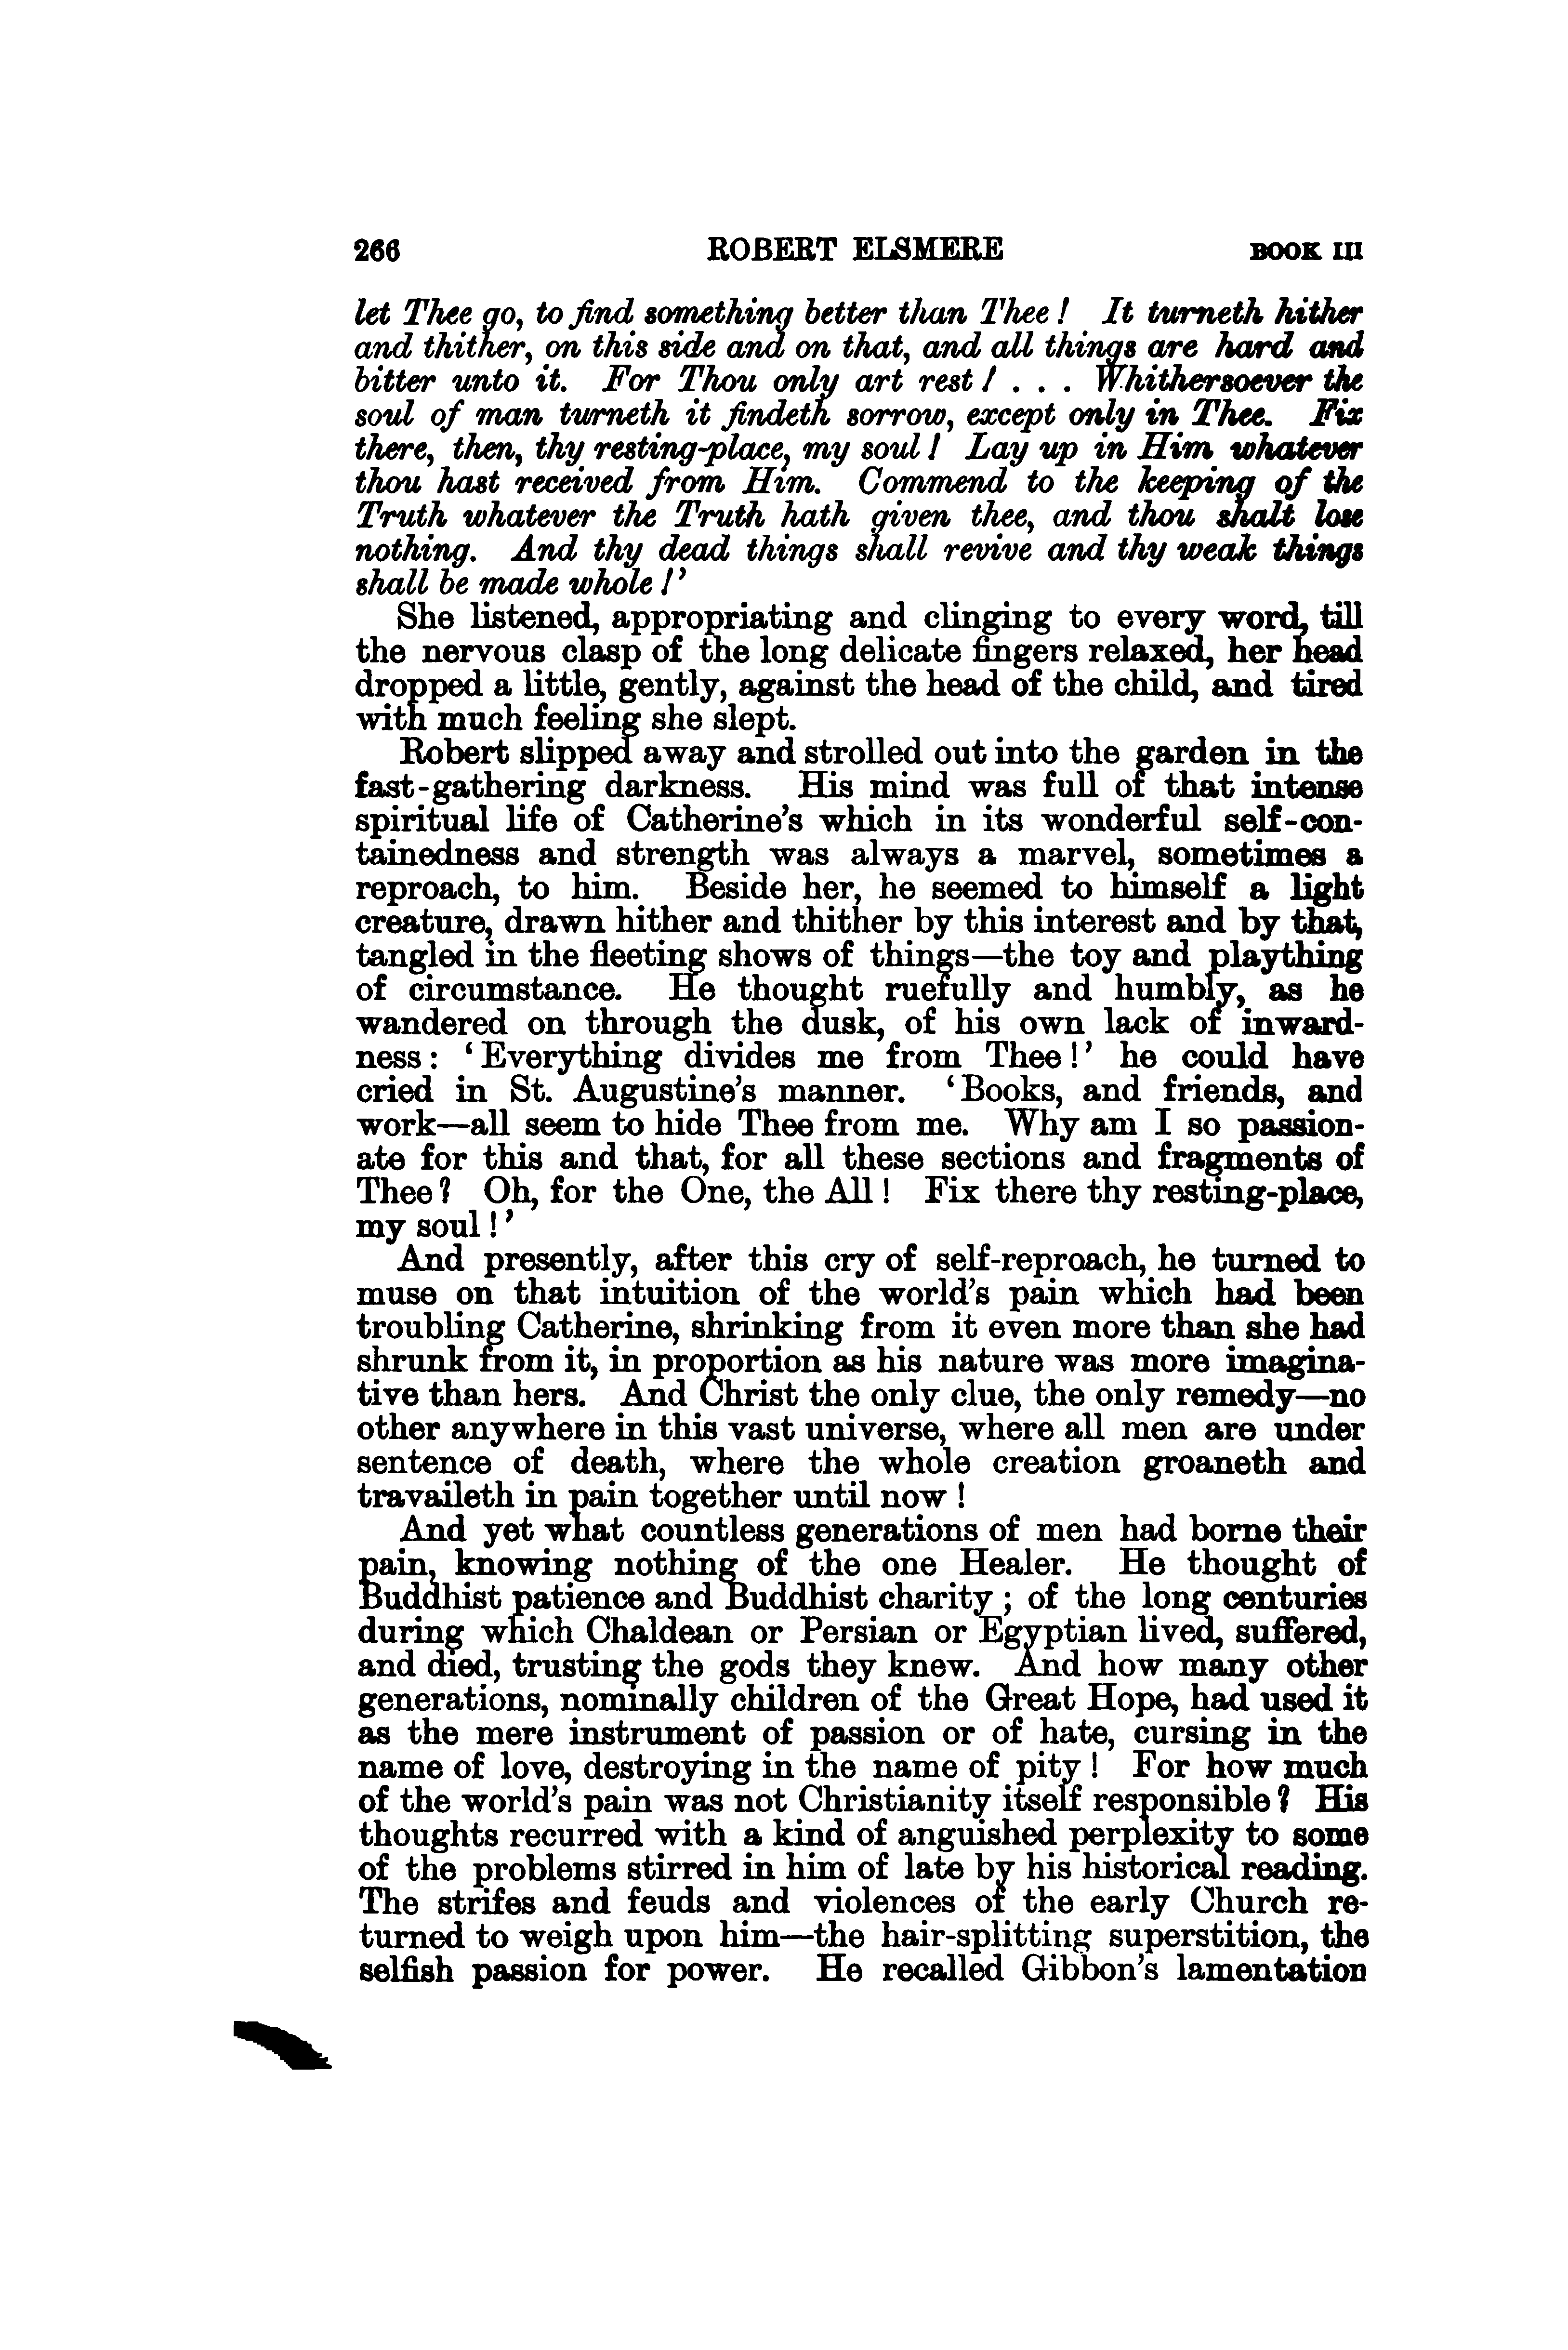 266 ROBERT ELSMERE BOOK III
let Thee go, to find something better than Thee! It turneth hither
and thither, on this side and on that, and all things are hard and
bitter unto it. For Thou only art rest! . . . Whithersoever the
soul of man turneth it findeth sorrow, except only in Thee. Fix
there, then, thy resting-place, my soul! Lay up in Him whatever
thou hast received from Him. Commend to the keeping of the
Truth whatever the Truth hath given thee, and thou shalt lose
nothing. And thy dead things shall revive and thy weak things
shall be made whole!'
She listened, appropriating and clinging to every word, till
the nervous clasp of the long delicate fingers relaxed, her head
dropped a little, gently, against the head of the child, and tired
with much feeling she slept.
Robert slipped away and strolled out into the garden in the
fast-gathering darkness. His mind was full of that intense
spiritual life of Catherine's which in its wonderful self-con-
tainedness and strength was always a marvel, sometimes a
reproach, to him. Beside her, he seemed to himself a light
creature, drawn hither and thither by this interest and by that,
tangled in the fleeting shows of things—the toy and plaything
of circumstance. He thought ruefully and humbly, as he
wandered on through the dusk, of his own lack of inward-
ness: 'Everything divides me from Thee!' he could have
cried in St. Augustine's manner. 'Books, and friends, and
work—all seem to hide Thee from me. Why am I so passion-
ate for this and that, for all these sections and fragments of
Thee? Oh, for the One, the All! Fix there thy resting-place,
my soul!'
And presently, after this cry of self-reproach, he turned to
muse on that intuition of the world's pain which had been
troubling Catherine, shrinking from it even more than she had
shrunk from it, in proportion as his nature was more imagina-
tive than hers. And Christ the only clue, the only remedy—no
other anywhere in this vast universe, where all men are under
sentence of death, where the whole creation groaneth and
travaileth in pain together until now!
And yet what countless generations of men had borne their
pain, knowing nothing of the one Healer. He thought of
Buddhist patience and Buddhist charity; of the long centuries
during which Chaldean or Persian or Egyptian lived, suffered,
and died, trusting the gods they knew. And how many other
generations, nominally children of the Great Hope, had used it
as the mere instrument of passion or of hate, cursing in the
name of love, destroying in the name of pity! For how much
of the world's pain was not Christianity itself responsible? His
thoughts recurred with a kind of anguished perplexity to some
of the problems stirred in him of late by his historical reading.
The strifes and feuds and violences of the early Church re-
turned to weigh upon him—the hair-splitting superstition, the
selfish passion for power. He recalled Gibbon's lamentation